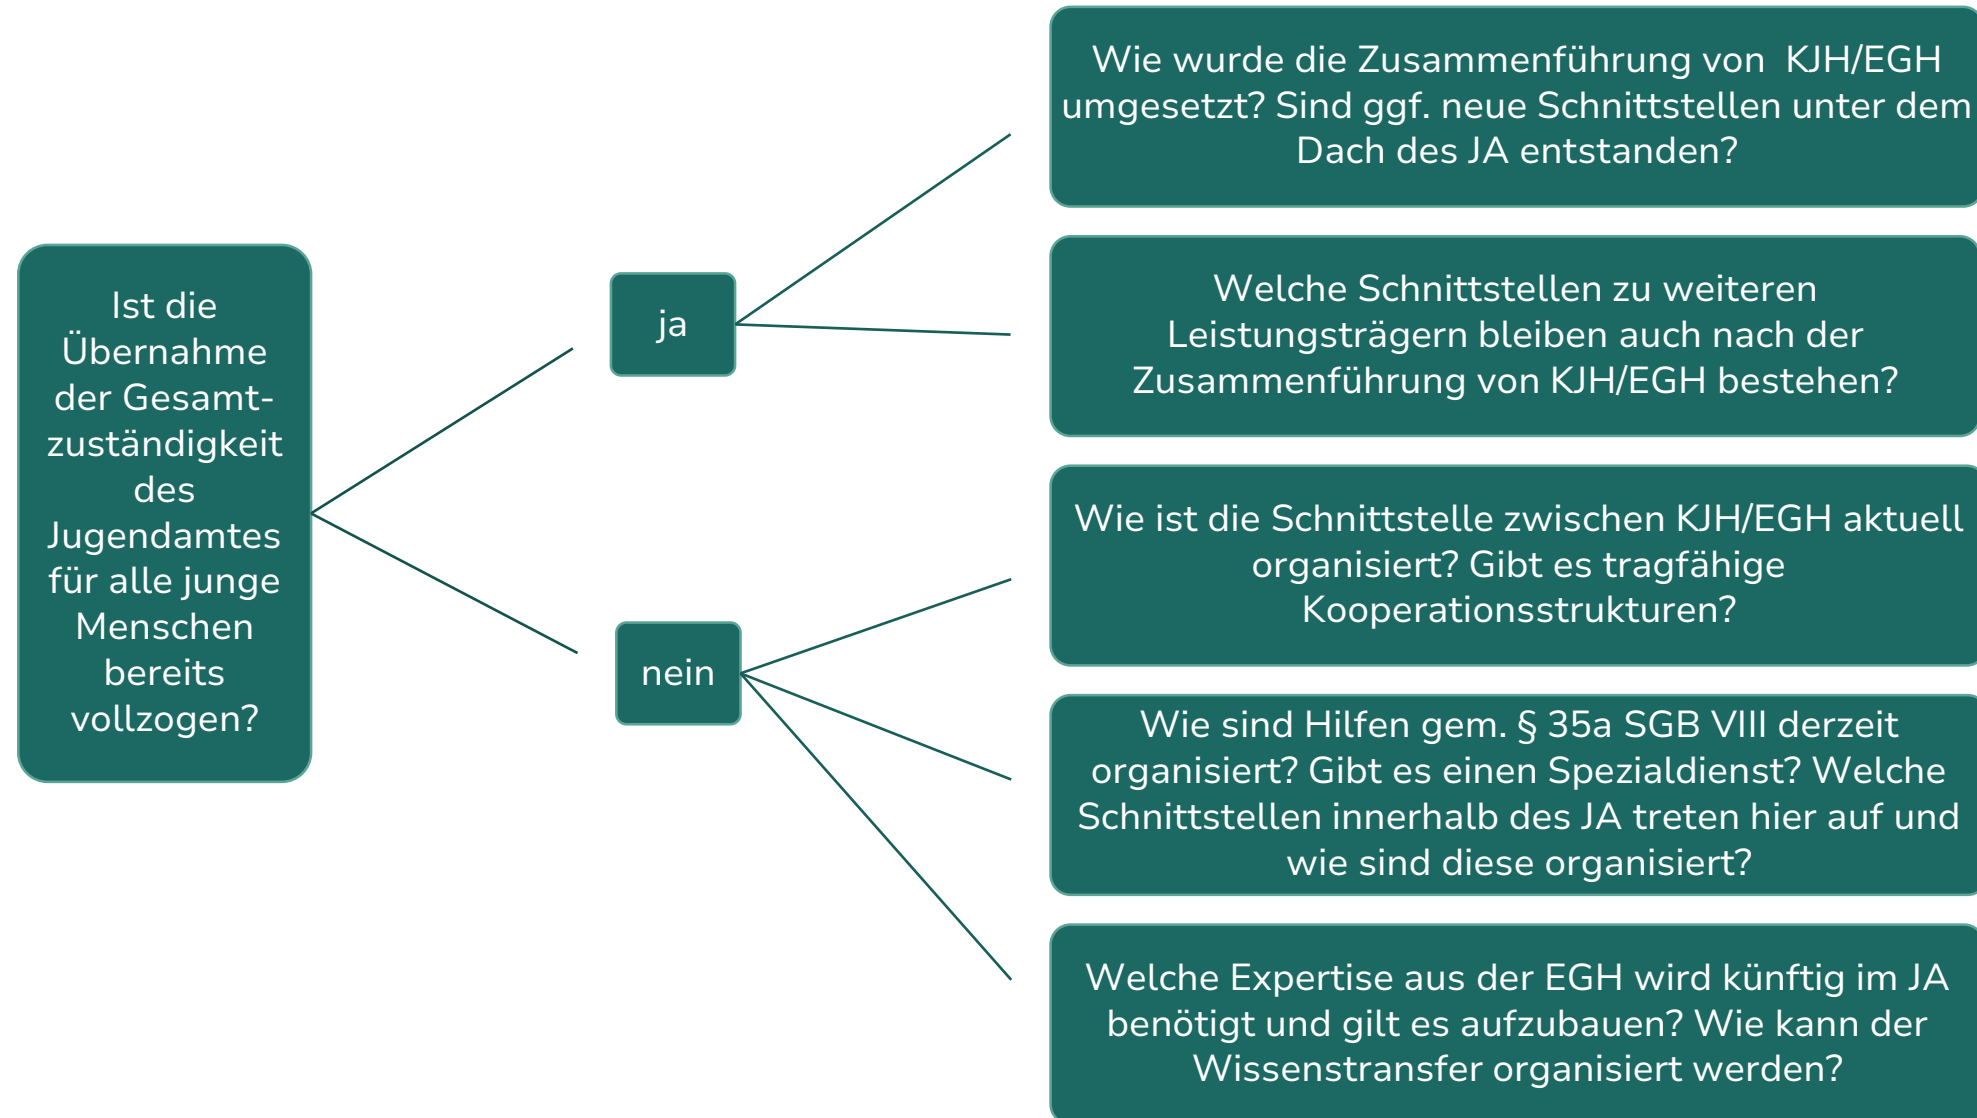 Ist die
Übernahme
der Gesamt-
zuständigkeit
des
Jugendamtes
für alle junge
Menschen
bereits
vollzogen?
ja
Wie wurde die Zusammenführung von KJH/EGH
umgesetzt? Sind ggf. neue Schnittstellen unter dem
Dach des JA entstanden?
Welche Schnittstellen zu weiteren
Leistungsträgern bleiben auch nach der
Zusammenführung von KJH/EGH bestehen?
nein
Wie ist die Schnittstelle zwischen KJH/EGH aktuell
organisiert? Gibt es tragfähige
Kooperationsstrukturen?
Wie sind Hilfen gem. § 35a SGB VIII derzeit
organisiert? Gibt es einen Spezialdienst? Welche
Schnittstellen innerhalb des JA treten hier auf und
wie sind diese organisiert?
Welche Expertise aus der EGH wird künftig im JA
benötigt und gilt es aufzubauen? Wie kann der
Wissenstransfer organisiert werden?